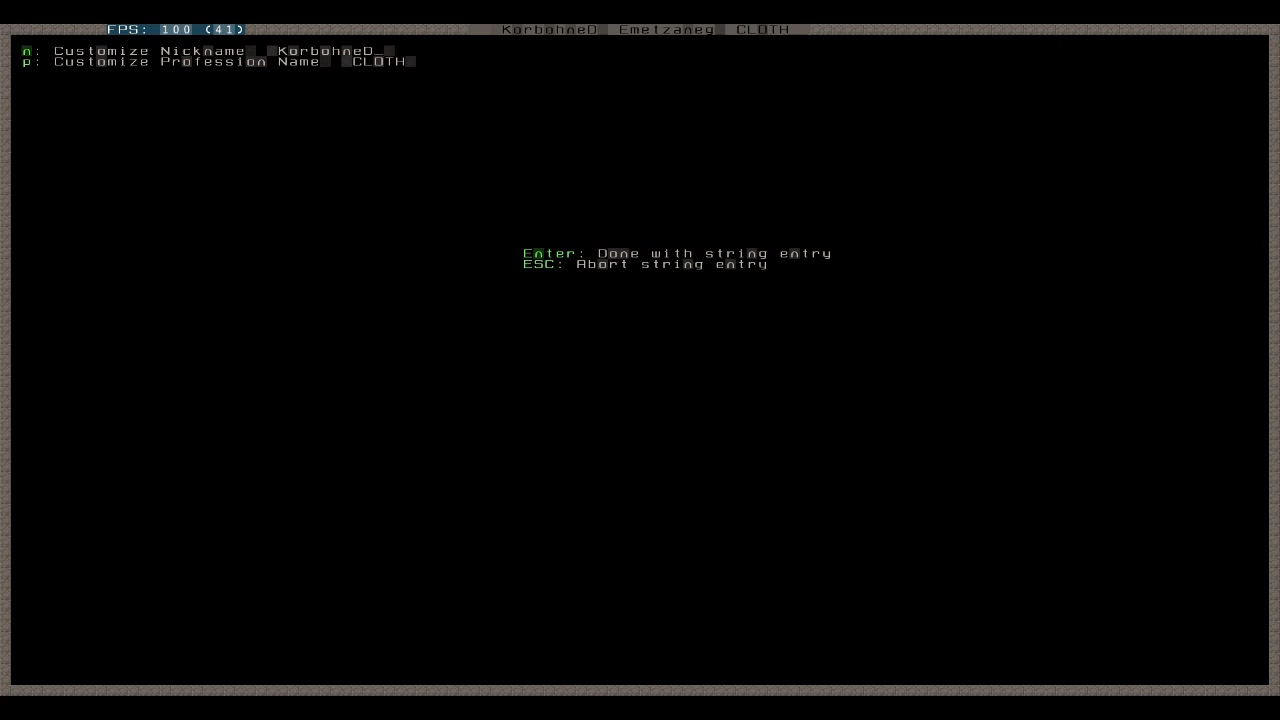 FPS: 100 (41) KorbohneD Emetzaneg CLOTH
n: Customize Nickname KorbohneD_
p: Customize Profession Name CLOTH
Enter: Done with string entry
ESC: Abort string entry